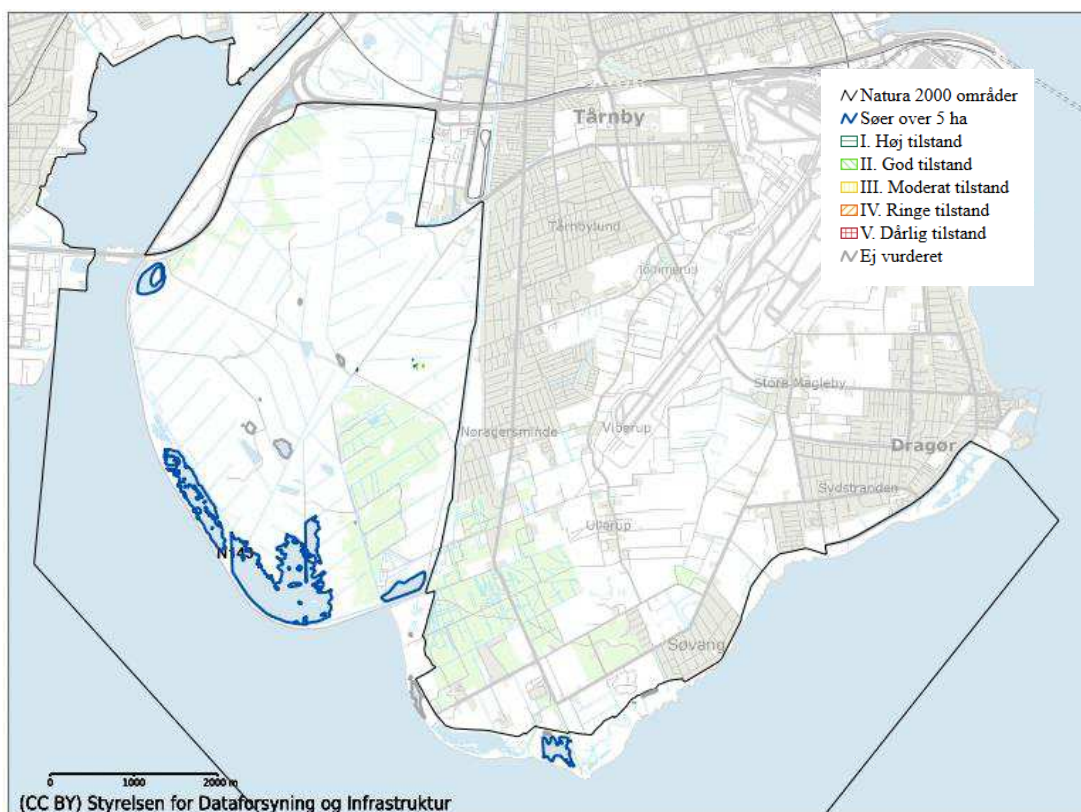 Natura 2000 områder
Søer over 5 ha
I. Høj tilstand
II. God tilstand
III. Moderat tilstand
IV. Ringe tilstand
V. Dårlig tilstand
Ej vurderet
Tårnby
Tårnbylund
Tømmerup
Store Magleby
Nøragersminde
Viberup
Dragør
Sydstranden
Ullerup
N143
Søvang
0 1000 2000 m
(CC BY) Styrelsen for Dataforsyning og Infrastruktur